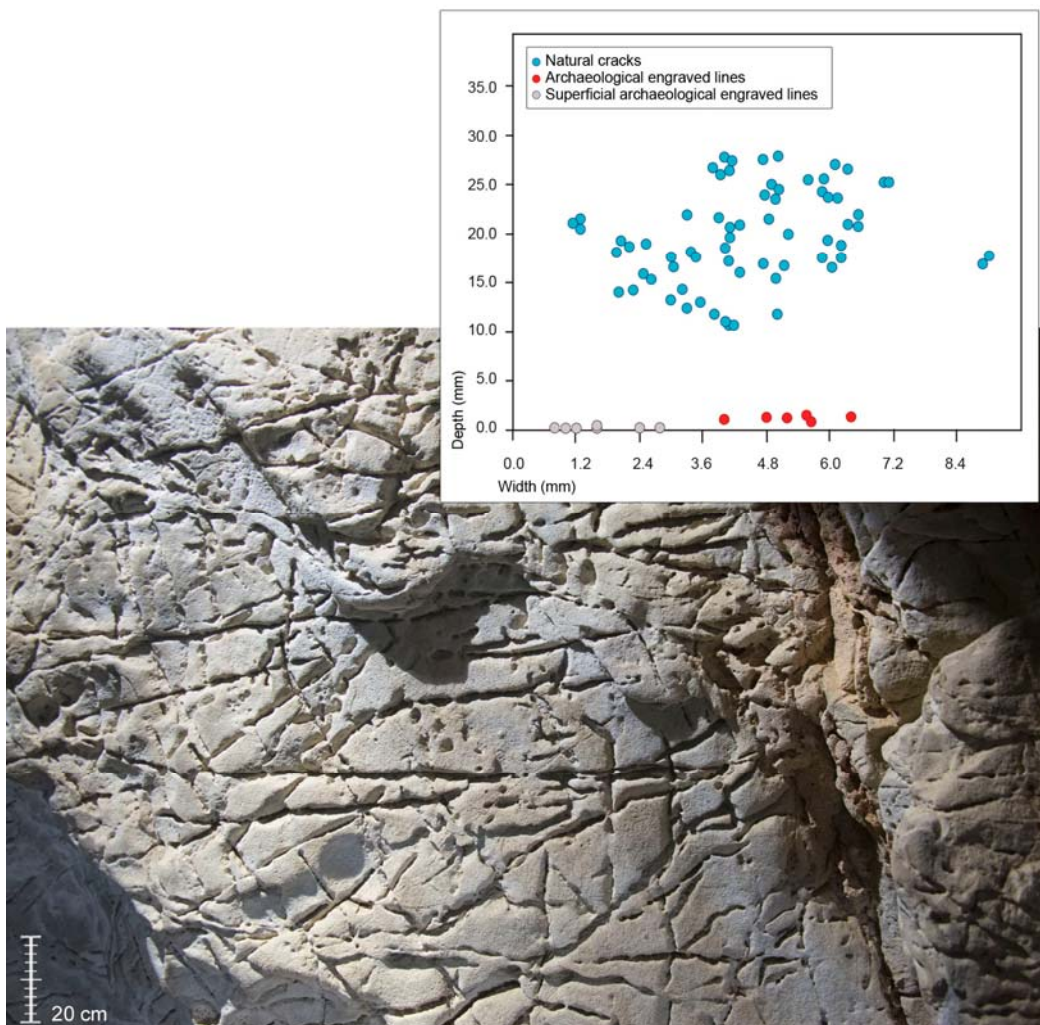 Natural cracks
Archaeological engraved lines
Superficial archaeological engraved lines
35.0
30.0
25.0
20.0
15.0
10.0
5.0
0.0
Depth (mm)
0.0 1.2 2.4 3.6 4.8 6.0 7.2 8.4
Width (mm)
20 cm